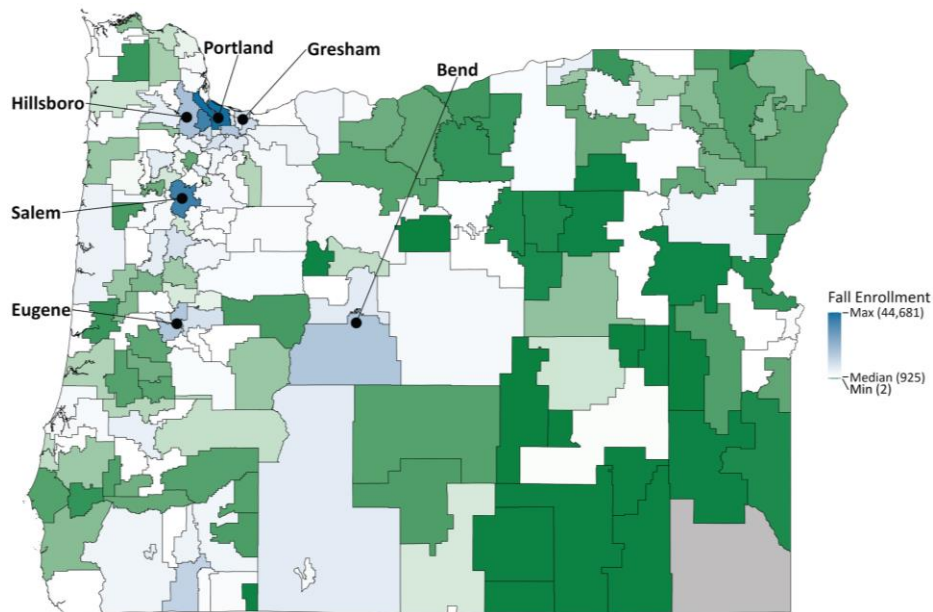 Portland
Gresham
Bend
Hillsboro
Salem
Eugene
Fall Enrollment
Max (44,681)
Median (925)
Min (2)